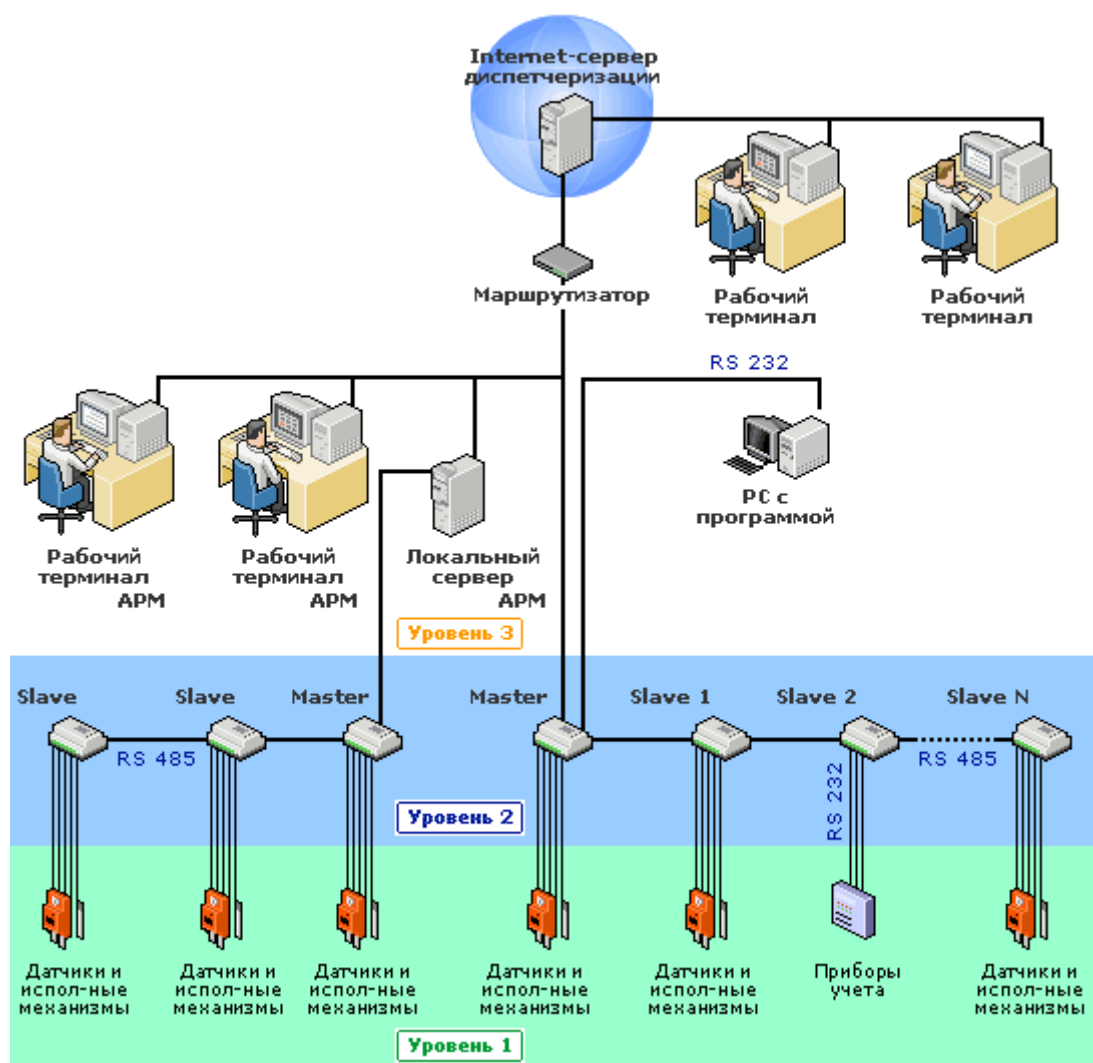 Internet-сервер
диспетчеризации
Маршрутизатор
Рабочий
терминал
Рабочий
терминал
RS 232
PC с
программой
Рабочий
терминал
АРМ
Рабочий
терминал
АРМ
Локальный
сервер
АРМ
Уровень 3
Slave
Slave
Master
Master
Slave 1
Slave 2
Slave N
RS 485
RS 232
RS 485
Уровень 2
Датчики и
испол-ные
механизмы
Датчики и
испол-ные
механизмы
Датчики и
испол-ные
механизмы
Датчики и
испол-ные
механизмы
Датчики и
испол-ные
механизмы
Приборы
учета
Датчики и
испол-ные
механизмы
Уровень 1